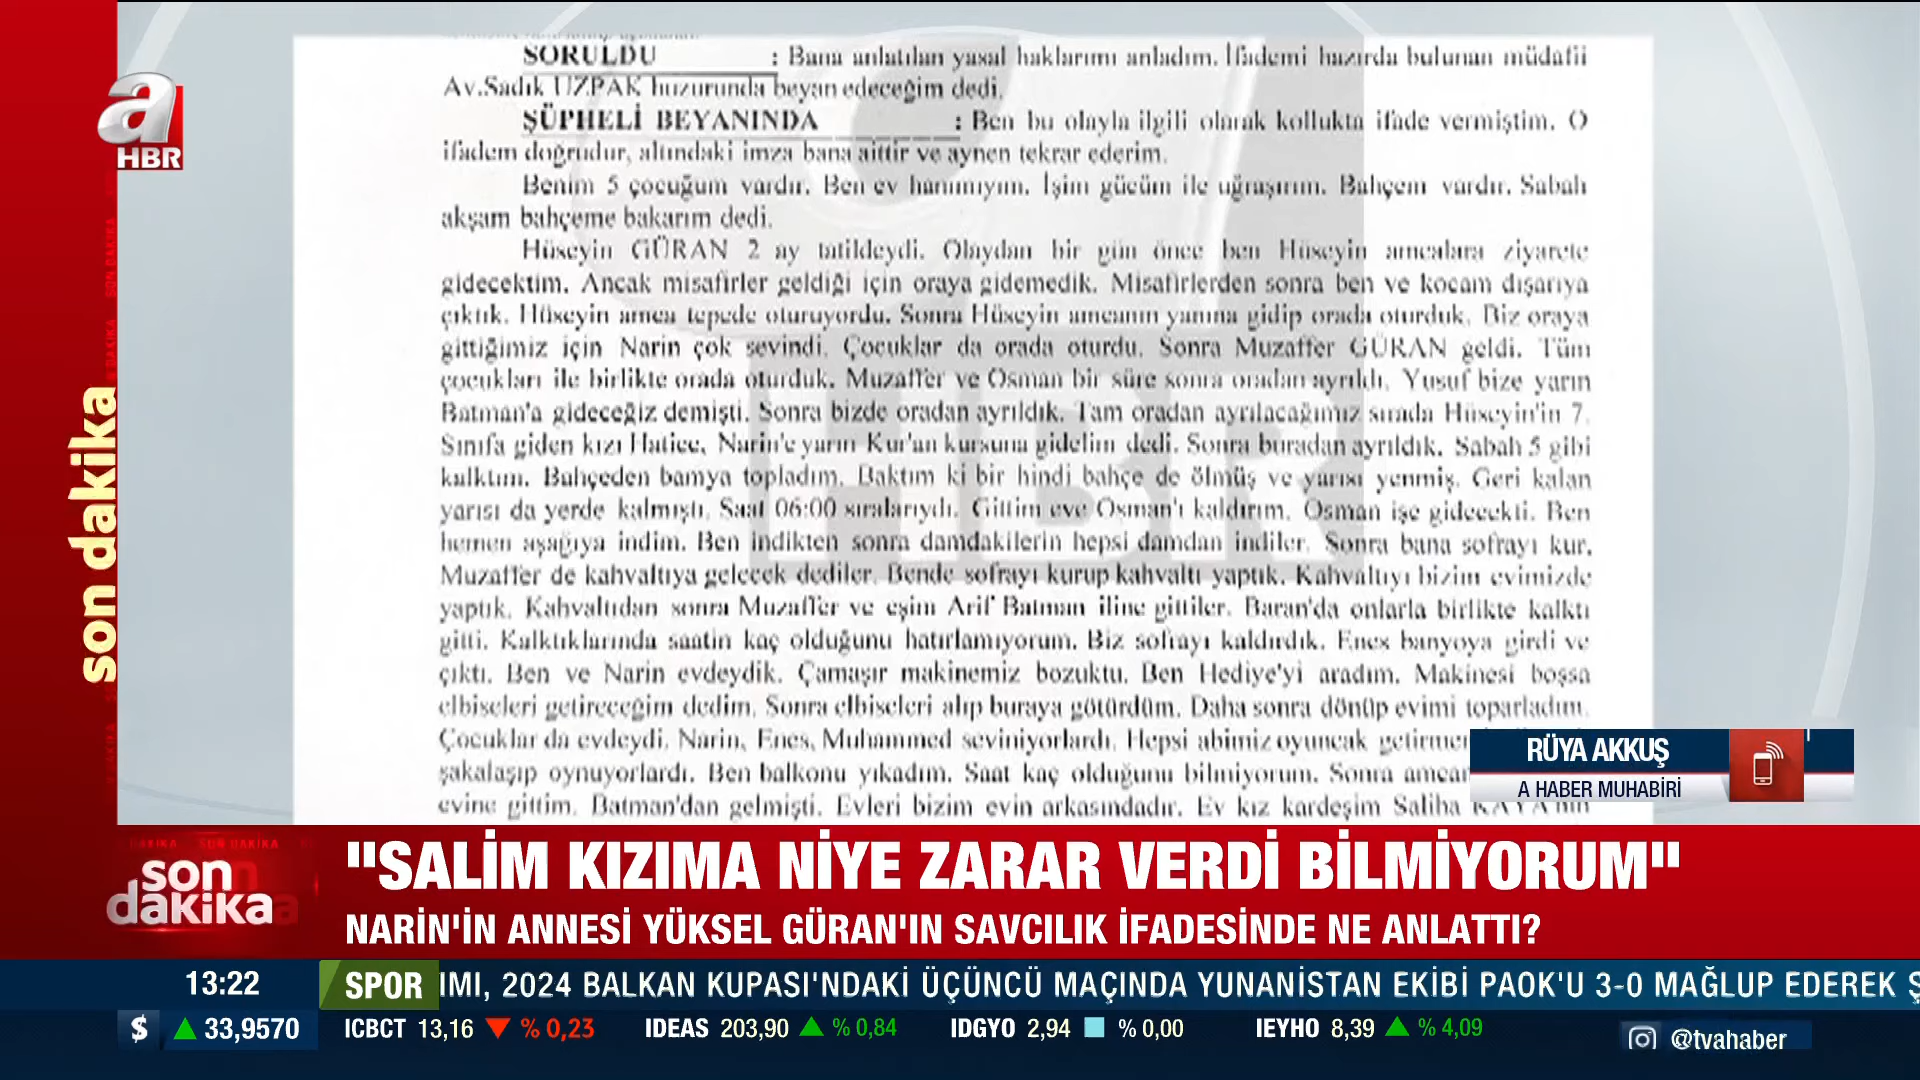 a
HBR
son dakika
SORULDU : Bana anlatılan yasal haklarımı anladım. İfademi hazırda bulunan müdafii
Av.Sadık UZPAK huzurunda beyan edeceğim dedi.
ŞÜPHELİ BEYANINDA : Ben bu olayla ilgili olarak kollukta ifade vermiştim. O
ifadem doğrudur, altındaki imza bana aittir ve aynen tekrar ederim.
Benim 5 çocuğum vardır. Ben ev hanımıyım. İşim gücüm ile uğraşırım. Bahçem vardır. Sabah
akşam bahçeme bakarım dedi.
Hüseyin GÜRAN 2 ay tatildeydi. Olaydan bir gün önce ben Hüseyin amcalara ziyarete
gidecektim. Ancak misafirler geldiği için oraya gidemedik. Misafirlerden sonra ben ve kocam dışarıya
çıktık. Hüseyin amca tepede oturuyordu. Sonra Hüseyin amcanın yanına gidip orada oturduk. Biz oraya
gittiğimiz için Narin çok sevindi. Çocuklar da orada oturdu. Sonra Muzaffer GÜRAN geldi. Tüm
çocukları ile birlikte orada oturduk. Muzaffer ve Osman bir süre sonra oradan ayrıldı. Yusuf bize yarın
Batman'a gideceğiz demişti. Sonra bizde oradan ayrıldık. Tam oradan ayrılacağımız sırada Hüseyin'in 7.
Sınıfa giden kızı Hatice, Narin'e yarın Kur'an kursuna gidelim dedi. Sonra buradan ayrıldık. Sabah 5 gibi
kalktım. Bahçeden bamya topladım. Baktım ki bir hindi bahçe de ölmüş ve yarısı yenmiş. Geri kalan
yarısı da yerde kalmıştı. Saat 06:00 sıralarıydı. Gittim eve Osman'ı kaldırım. Osman işe gidecekti. Ben
hemen aşağıya indim. Ben indikten sonra damdakilerin hepsi damdan indiler. Sonra bana sofrayı kur.
Muzaffer de kahvaltıya gelecek dediler. Bende sofrayı kurup kahvaltı yaptık. Kahvaltıyı bizim evimizde
yaptık. Kahvaltıdan sonra Muzaffer ve eşim Arif Batman iline gittiler. Baran'da onlarla birlikte kalktı
gitti. Kalktıklarında saatin kaç olduğunu hatırlamıyorum. Biz sofrayı kaldırdık. Enes banyoya girdi ve
çıktı. Ben ve Narin evdeydik. Çamaşır makinemiz bozuktu. Ben Hediye'yi aradım. Makinesi boşsa
elbiseleri getireceğim dedim. Sonra elbiseleri alıp buraya götürdüm. Daha sonra dönüp evimi toparladım.
Çocuklar da evdeydi. Narin, Enes, Muhammed seviniyorlardı. Hepsi abimiz oyuncak
şakalaşıp oynuyorlardı. Ben balkonu yıkadım. Saat kaç olduğunu bilmiyorum. Sonra
evine gittim. Batman'dan gelmişti. Evleri bizim evin arkasındadır. Ev kız kardeşim Saliha KAYA'nın
RÜYA AKKUŞ
A HABER MUHABİRİ
son dakika
"SALİM KIZIMA NİYE ZARAR VERDİ BİLMİYORUM"
NARİN'İN ANNESİ YÜKSEL GÜRAN'IN SAVCILIK İFADESİNDE NE ANLATTI?
13:22 SPOR IMI, 2024 BALKAN KUPASI'NDAKİ ÜÇÜNCÜ MAÇINDA YUNANİSTAN EKİBİ PAOK'U 3-0 MAĞLUP EDEREK Ş
$ ▲ 33,9570 ICBCT 13,16 ▼ % 0,23 IDEAS 203,90 ▲ % 0,84 IDGYO 2,94 % 0,00 IEYHO 8,39 ▲ % 4,09 @tvahaber